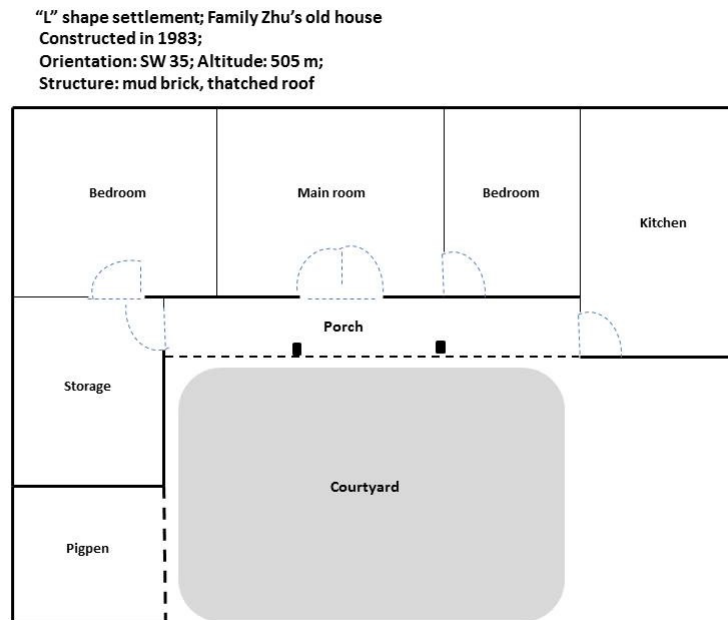 “L” shape settlement; Family Zhu’s old house
Constructed in 1983;
Orientation: SW 35; Altitude: 505 m;
Structure: mud brick, thatched roof
Bedroom
Main room
Bedroom
Kitchen
Porch
Storage
Courtyard
Pigpen